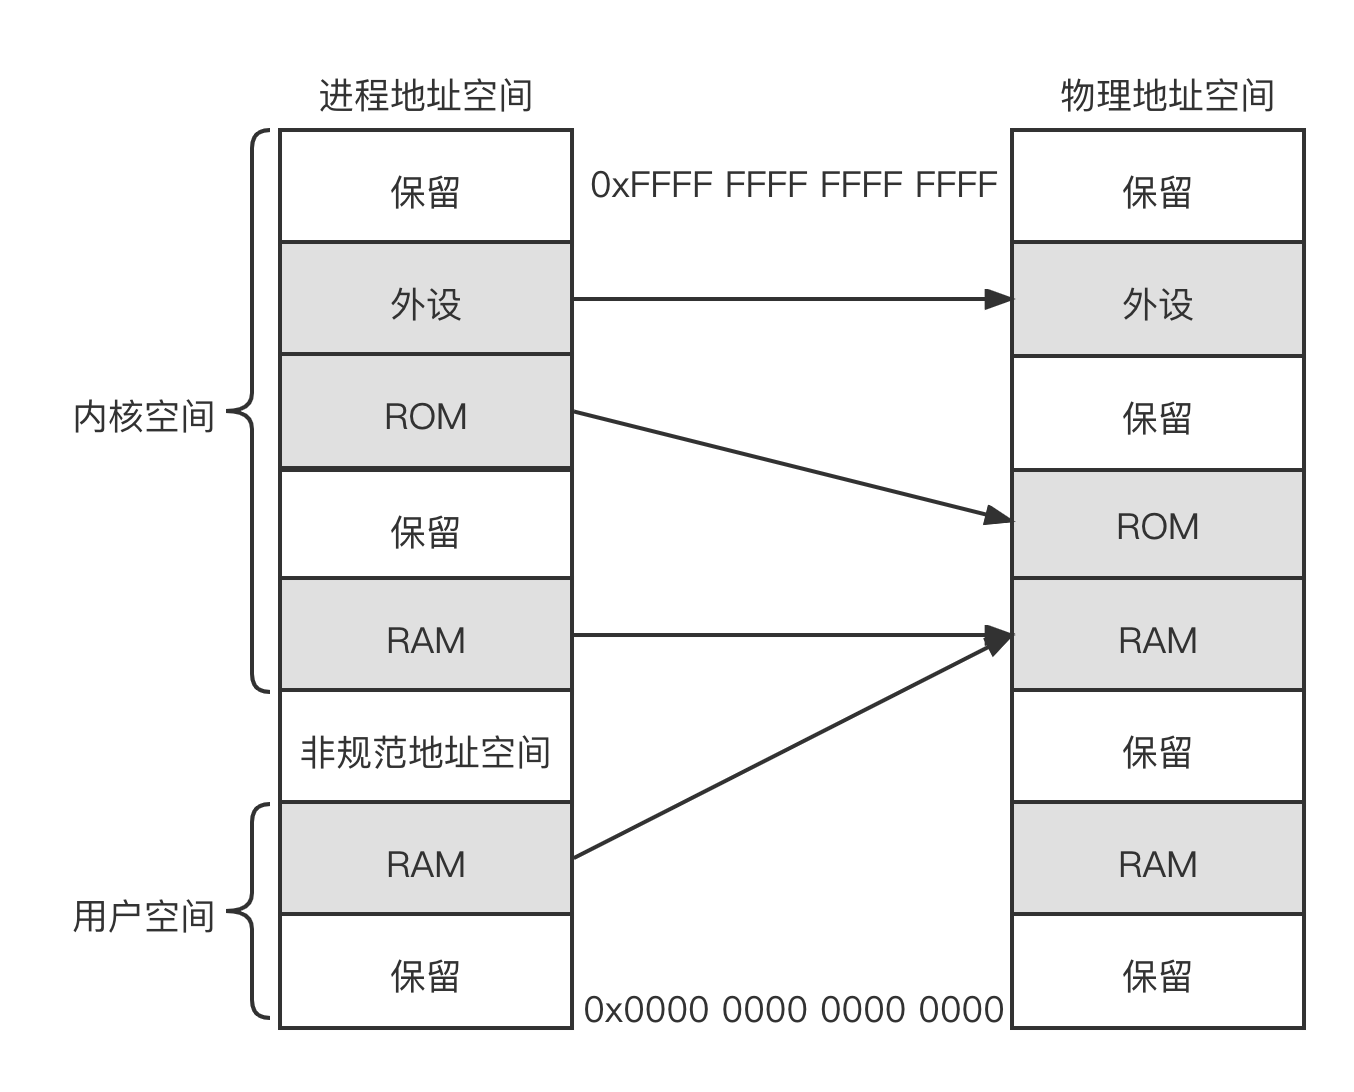 进程地址空间
物理地址空间
保留
0xFFFF FFFF FFFF FFFF
保留
外设
外设
内核空间
ROM
保留
保留
ROM
RAM
RAM
非规范地址空间
保留
用户空间
RAM
RAM
保留
0x0000 0000 0000 0000
保留